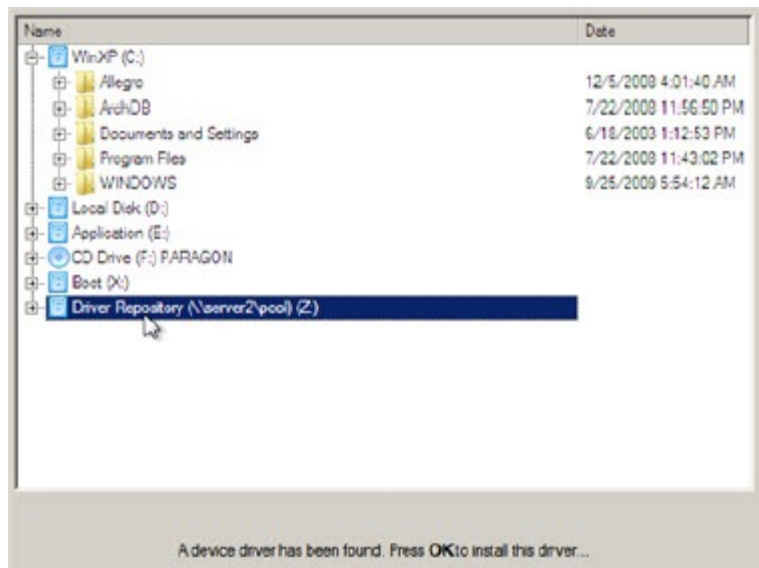 Name Date
WinXP (C:)
Allegro 12/5/2008 4:01:40 AM
ArchDB 7/22/2008 11:56:50 PM
Documents and Settings 6/18/2003 1:12:53 PM
Program Files 7/22/2008 11:43:02 PM
WINDOWS 9/25/2009 5:54:12 AM
Local Disk (D:)
Application (E:)
CD Drive (F:) PARAGON
Boot (X:)
Driver Repository (\\server2\pool) (Z:)
A device driver has been found. Press OK to install this driver...